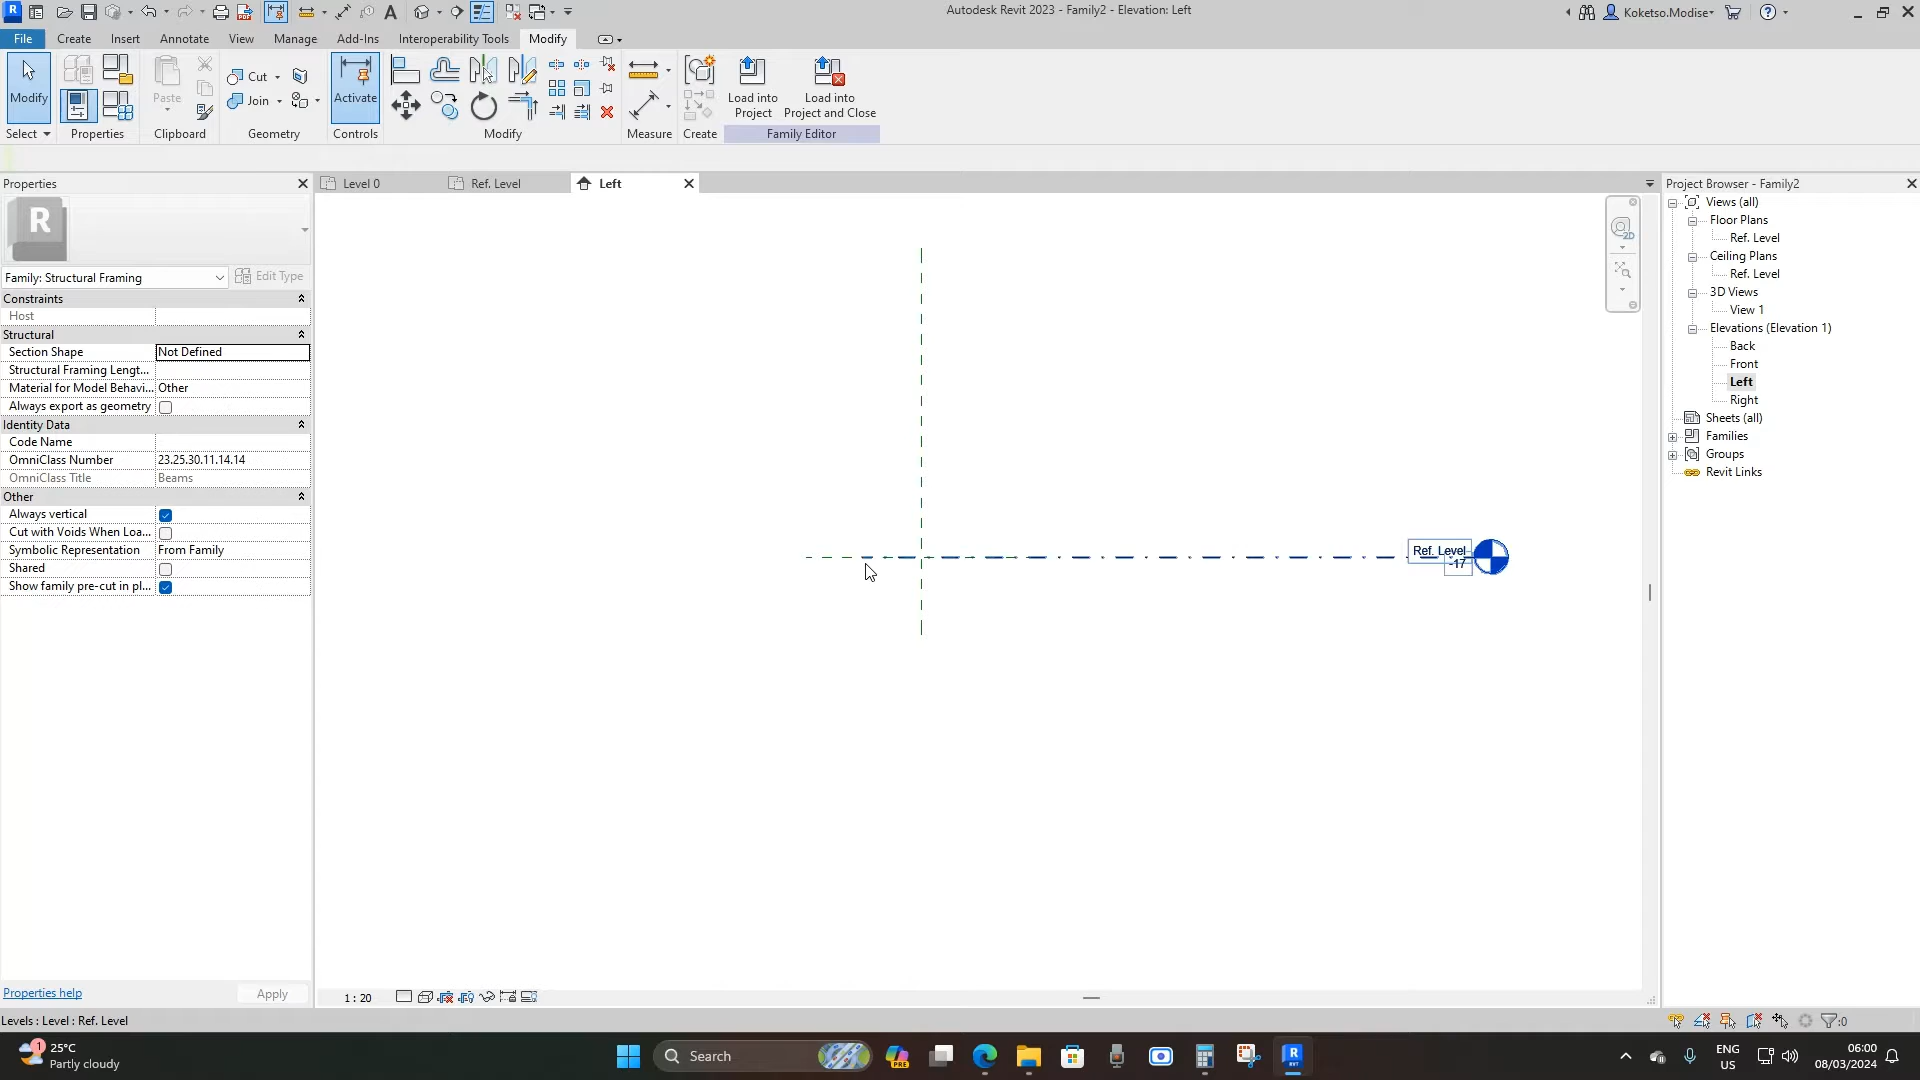 Autodesk Revit 2023 - Family2 - Elevation: Left
Koketso.Modise
File
Create
Insert
Annotate
View
Manage
Add-Ins
Interoperability Tools
Modify
Modify
Paste
Cut
Join
Activate
Load into
Project
Load into
Project and Close
Select
Properties
Clipboard
Geometry
Controls
Modify
Measure
Create
Family Editor
Properties
R
Family: Structural Framing
Edit Type
Constraints
Host
Structural
Section Shape
Not Defined
Structural Framing Lengt...
Material for Model Behavi...
Other
Always export as geometry
Identity Data
Code Name
OmniClass Number
23.25.30.11.14.14
OmniClass Title
Beams
Other
Always vertical
Cut with Voids When Loa...
Symbolic Representation
From Family
Shared
Show family pre-cut in pl...
Properties help
Apply
Level 0
Ref. Level
Left
Ref. Level
-17
2D
1 : 20
Project Browser - Family2
Views (all)
Floor Plans
Ref. Level
Ceiling Plans
Ref. Level
3D Views
View 1
Elevations (Elevation 1)
Back
Front
Left
Right
Sheets (all)
Families
Groups
Revit Links
Levels : Level : Ref. Level
:0
1
25°C
Partly cloudy
Search
PRE
R
ENG
US
06:00
08/03/2024